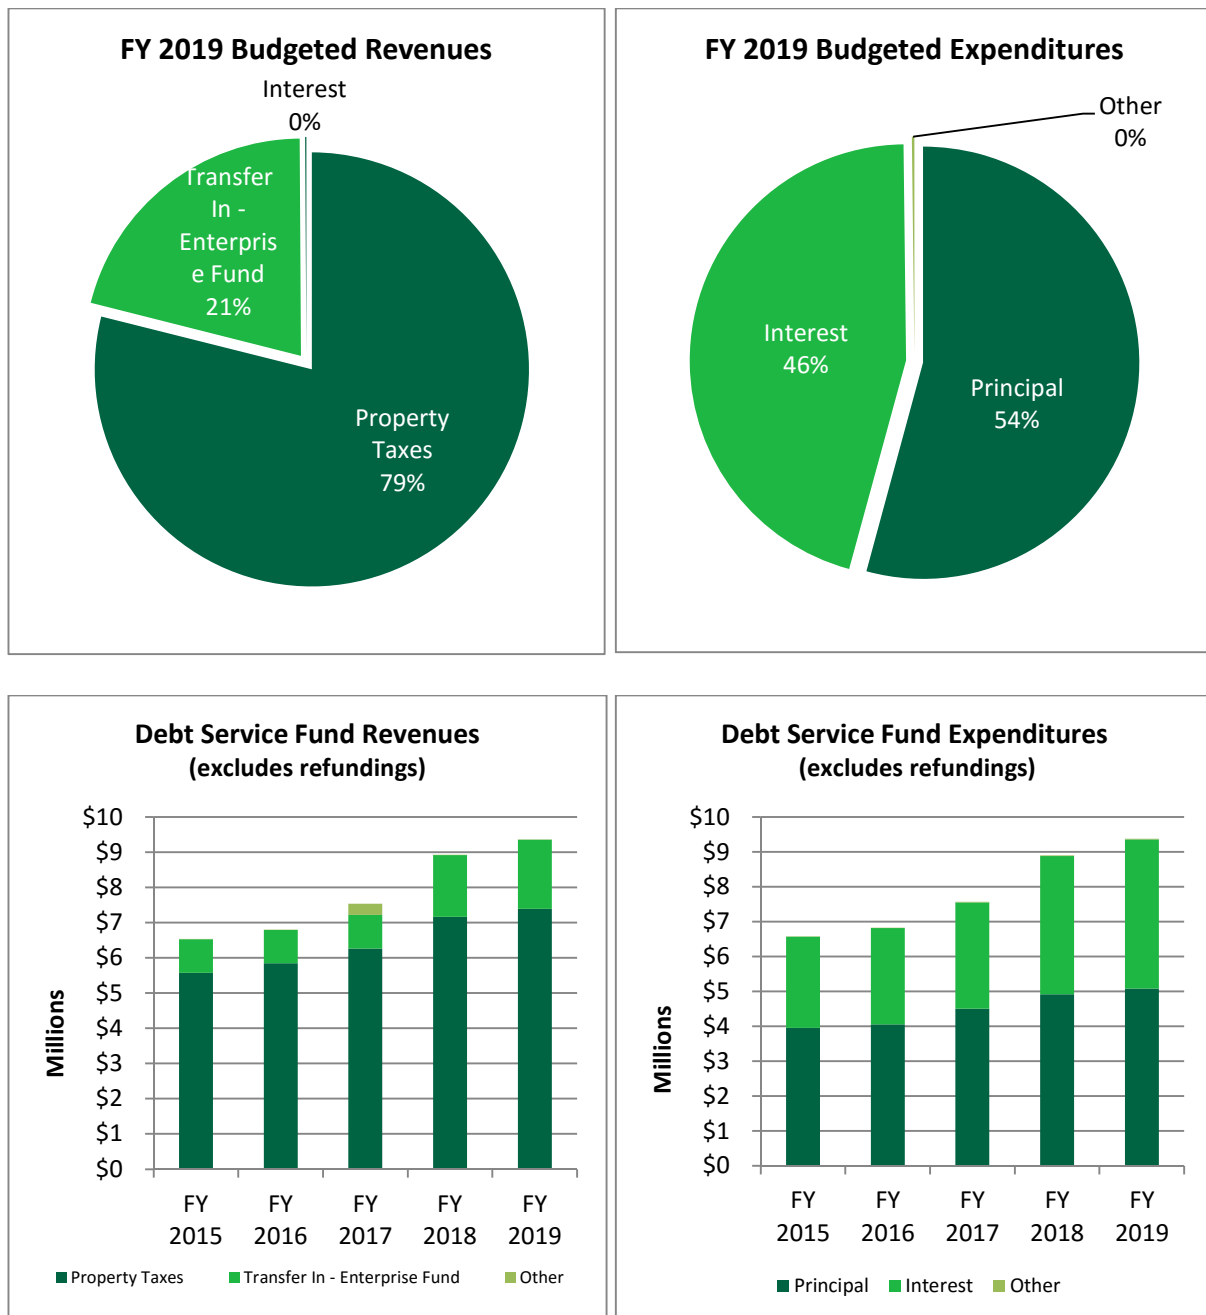 FY 2019 Budgeted Revenues
Interest
0%
Transfer
In -
Enterpris
e Fund
21%
Property
Taxes
79%
FY 2019 Budgeted Expenditures
Other
0%
Interest
46%
Principal
54%
Debt Service Fund Revenues
(excludes refundings)
Millions
$10
$9
$8
$7
$6
$5
$4
$3
$2
$1
$0
FY
2015
FY
2016
FY
2017
FY
2018
FY
2019
Property Taxes
Transfer In - Enterprise Fund
Other
Debt Service Fund Expenditures
(excludes refundings)
Millions
$10
$9
$8
$7
$6
$5
$4
$3
$2
$1
$0
FY
2015
FY
2016
FY
2017
FY
2018
FY
2019
Principal
Interest
Other